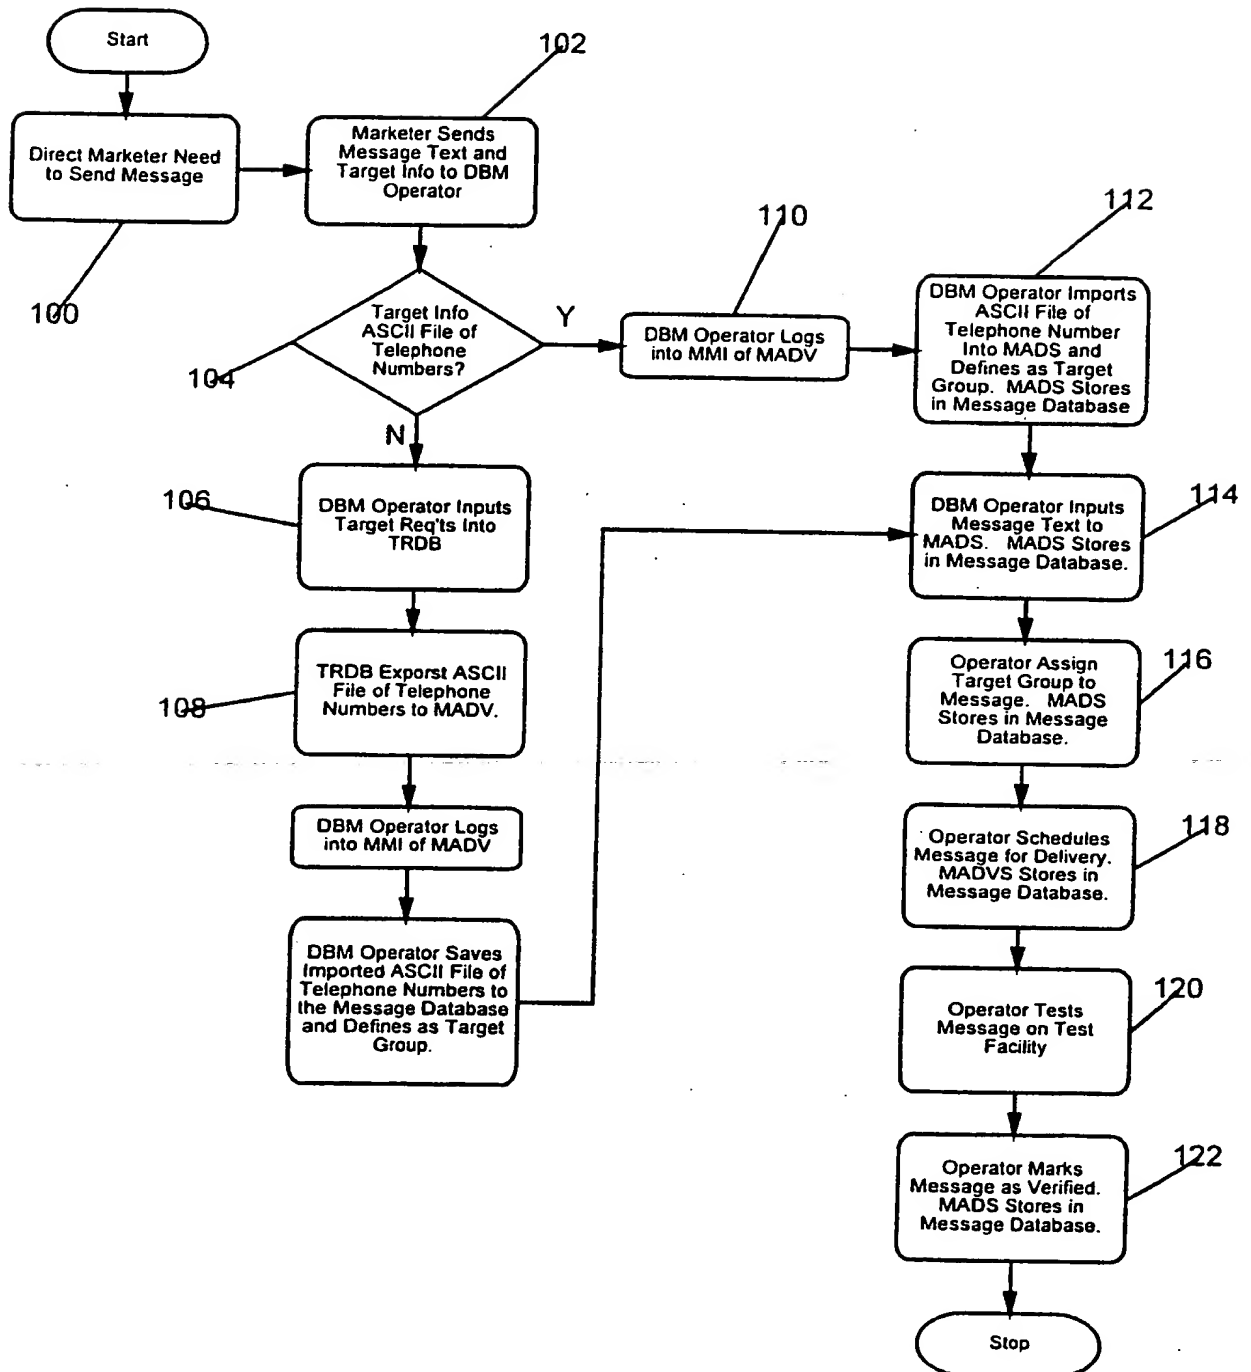 Start
102
Direct Marketer Need
to Send Message
Marketer Sends
Message Text and
Target Info to DBM
Operator
100
110
112
Target Info
ASCII File of
Telephone
Numbers?
104
Y
N
DBM Operator Logs
into MMI of MADV
DBM Operator Imports
ASCII File of
Telephone Number
Into MADS and
Defines as Target
Group. MADS Stores
in Message Database
106
DBM Operator Inputs
Target Req'ts Into
TRDB
DBM Operator Inputs
Message Text to
MADS. MADS Stores
in Message Database.
114
108
TRDB Exporst ASCII
File of Telephone
Numbers to MADV.
Operator Assign
Target Group to
Message. MADS
Stores in Message
Database.
116
DBM Operator Logs
into MMI of MADV
Operator Schedules
Message for Delivery.
MADVS Stores in
Message Database.
118
DBM Operator Saves
Imported ASCII File of
Telephone Numbers to
the Message Database
and Defines as Target
Group.
Operator Tests
Message on Test
Facility
120
Operator Marks
Message as Verified.
MADS Stores in
Message Database.
122
Stop